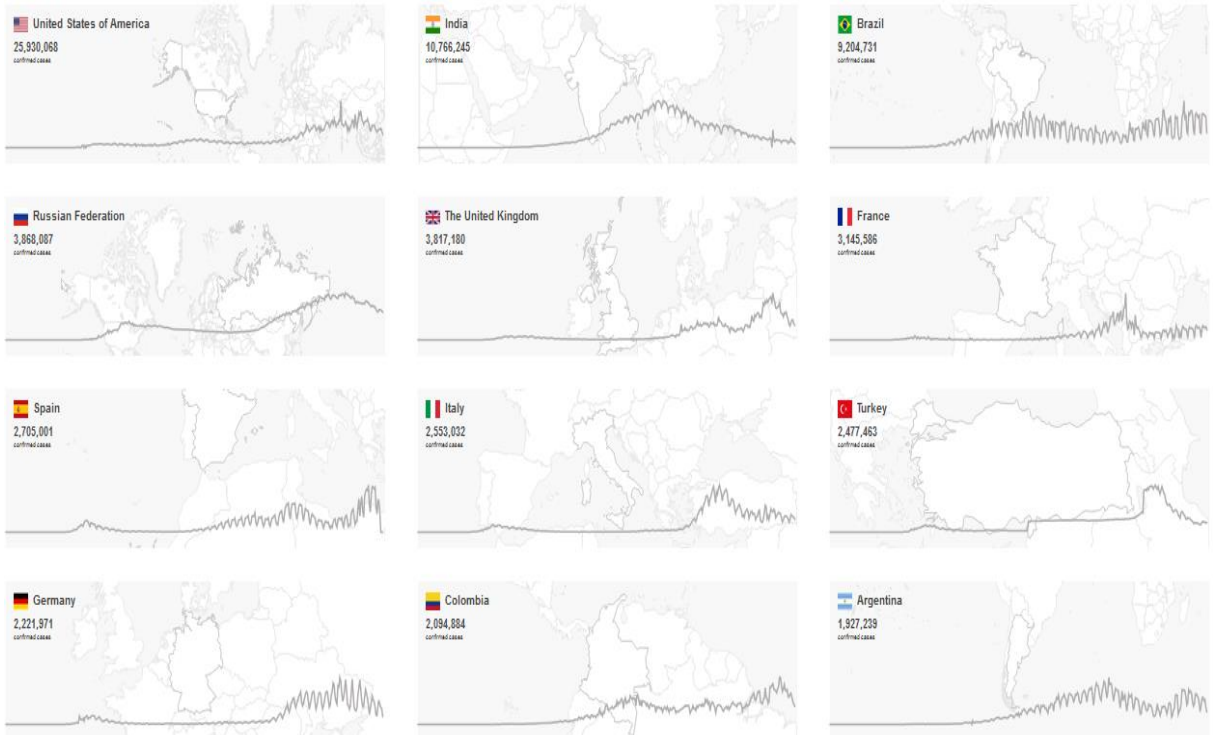 United States of America
25,930,068
confirmed cases
India
10,766,245
confirmed cases
Brazil
9,204,731
confirmed cases
Russian Federation
3,868,087
confirmed cases
The United Kingdom
3,817,180
confirmed cases
France
3,145,586
confirmed cases
Spain
2,705,001
confirmed cases
Italy
2,553,032
confirmed cases
Turkey
2,477,463
confirmed cases
Germany
2,221,971
confirmed cases
Colombia
2,094,884
confirmed cases
Argentina
1,927,239
confirmed cases